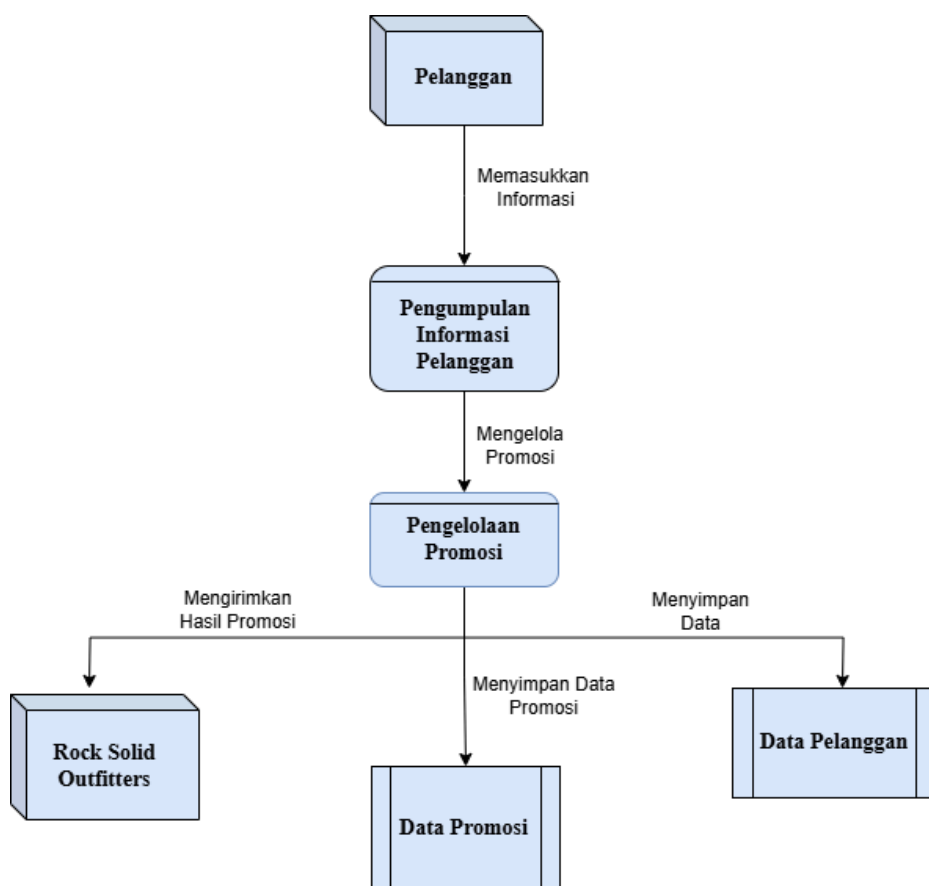 Pelanggan
Memasukkan
Informasi
Pengumpulan
Informasi
Pelanggan
Mengelola
Promosi
Pengelolaan
Promosi
Mengirimkan
Hasil Promosi
Menyimpan
Data
Menyimpan Data
Promosi
Rock Solid
Outfitters
Data Pelanggan
Data Promosi